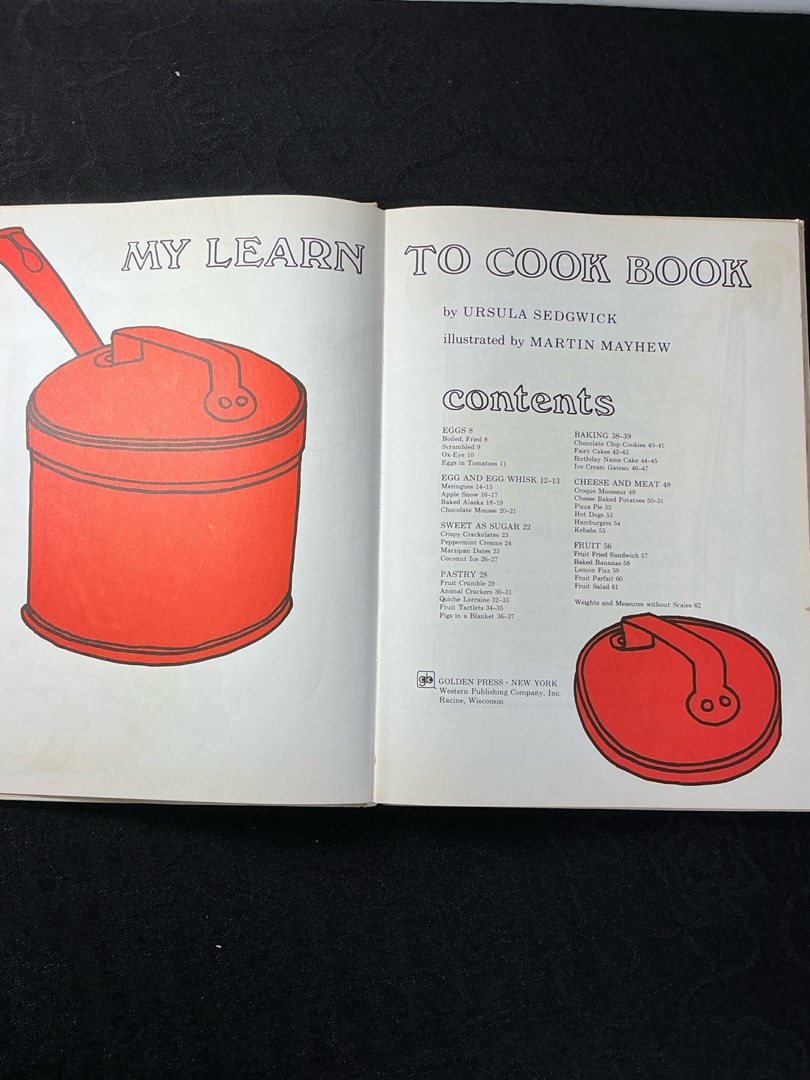 MY LEARN TO COOK BOOK
by URSULA SEDGWICK
illustrated by MARTIN MAYHEW
contents
EGGS 8
Boiled, Fried 8
Scrambled 9
Ox-Eye 10
Eggs in Tomatoes 11
EGG AND EGG WHISK 12-13
Meringues 14-15
Apple Snow 16-17
Baked Alaska 18-19
Chocolate Mousse 20-21
SWEET AS SUGAR 22
Crispy Crackolates 23
Peppermint Creams 24
Marzipan Dates 25
Coconut Ice 26-27
PASTRY 28
Fruit Crumble 29
Animal Crackers 30-31
Quiche Lorraine 32-33
Fruit Tartlets 34-35
Pigs in a Blanket 36-37
BAKING 38-39
Chocolate Chip Cookies 40-41
Fairy Cakes 42-43
Birthday Name Cake 44-45
Ice Cream Gateau 46-47
CHEESE AND MEAT 48
Croque Monsieur 49
Cheese Baked Potatoes 50-51
Pizza Pie 52
Hot Dogs 53
Hamburgers 54
Kebabs 55
FRUIT 56
Fruit Fried Sandwich 57
Baked Bananas 58
Lemon Fizz 59
Fruit Parfait 60
Fruit Salad 61
Weights and Measures without Scales 62
GOLDEN PRESS • NEW YORK
Western Publishing Company, Inc.
Racine, Wisconsin